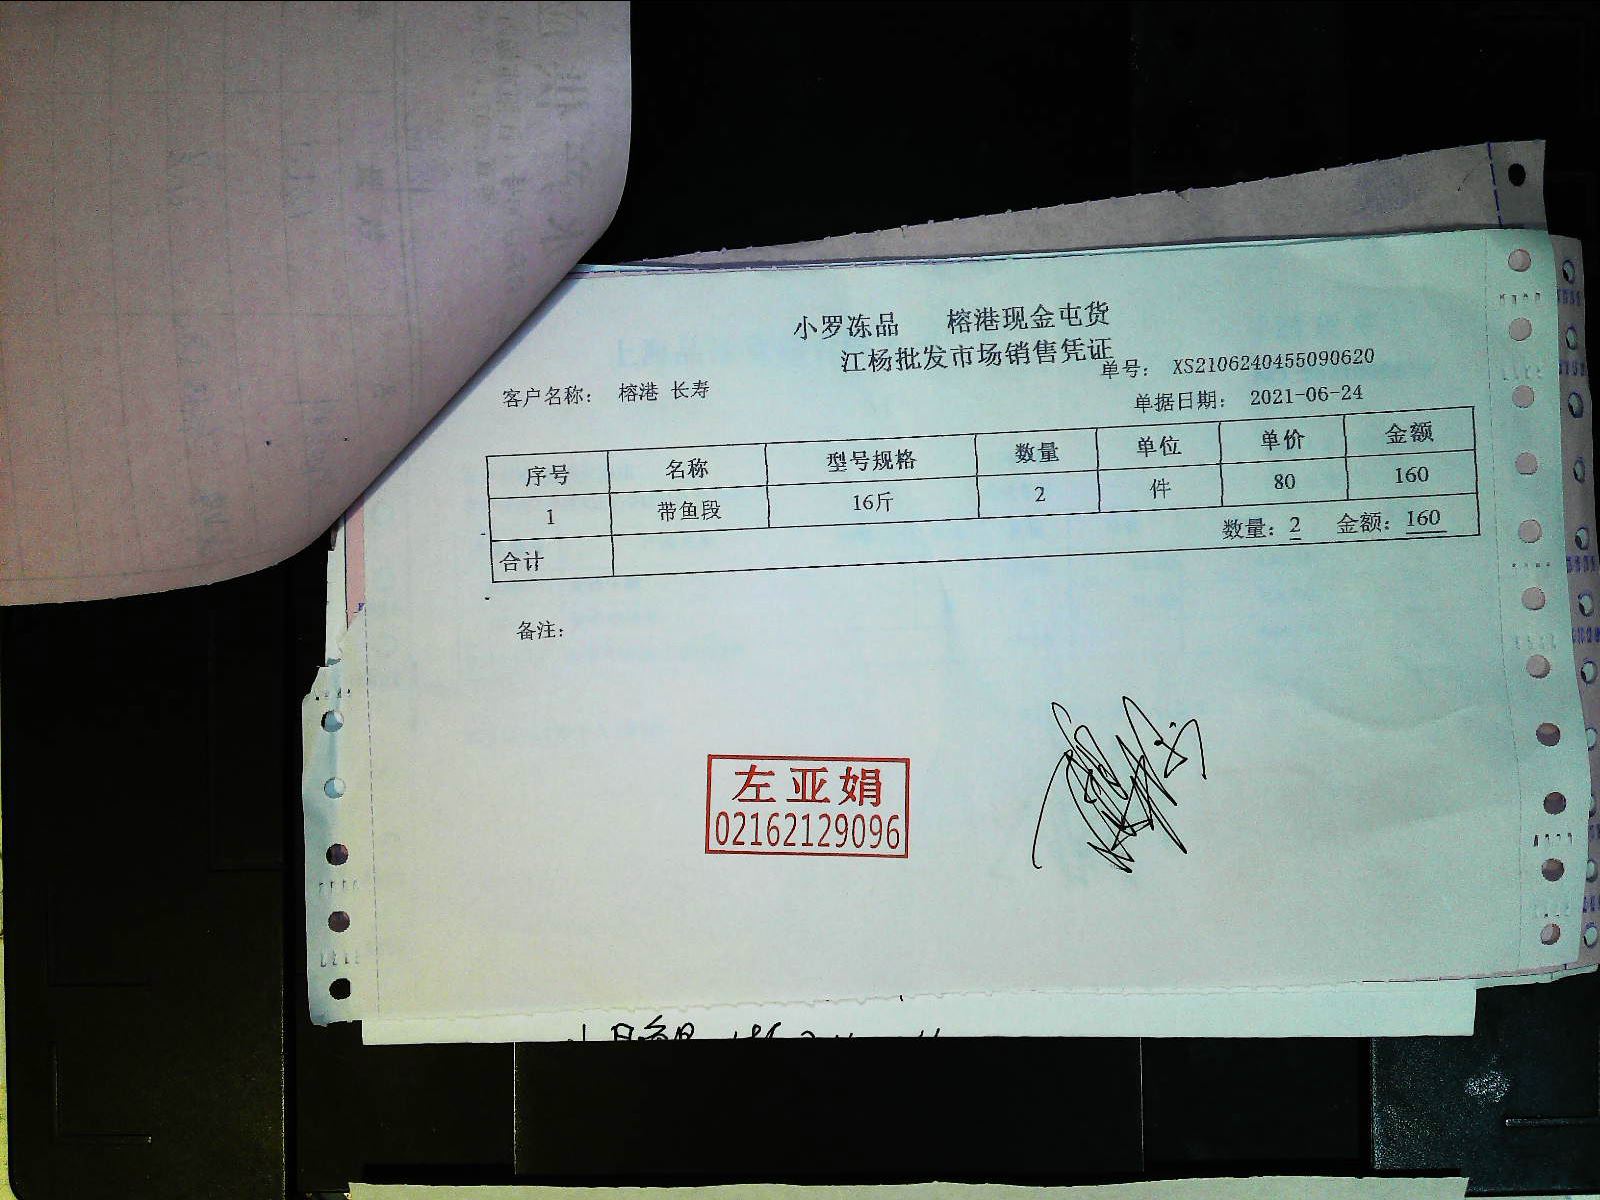 小罗冻品 榕港现金屯货
江杨批发市场销售凭证
单号： XS2106240455090620
客户名称： 榕港 长寿
单据日期： 2021-06-24
序号 名称 型号规格 数量 单位 单价 金额
1 带鱼段 16斤 2 件 80 160
合计 数量：2 金额：160
备注：
左亚娟
02162129096